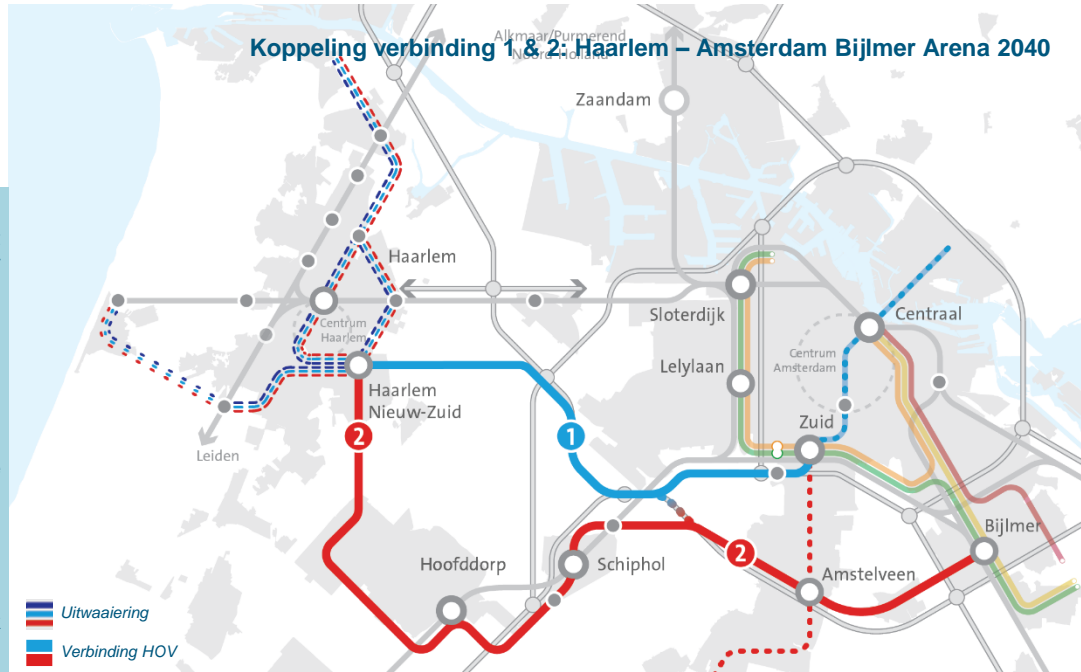 Alkmaar/Purmerend
Koppeling verbinding 1 & 2: Haarlem – Amsterdam Bijlmer Arena 2040
Noord Holland
Zaandam
Haarlem
Sloterdijk
Centraal
Centrum
Haarlem
Centrum
Amsterdam
Lelylaan
Haarlem
Nieuw-Zuid
Zuid
2
1
Leiden
Bijlmer
2
Hoofddorp
Schiphol
Amstelveen
Uitwaaiering
Verbinding HOV